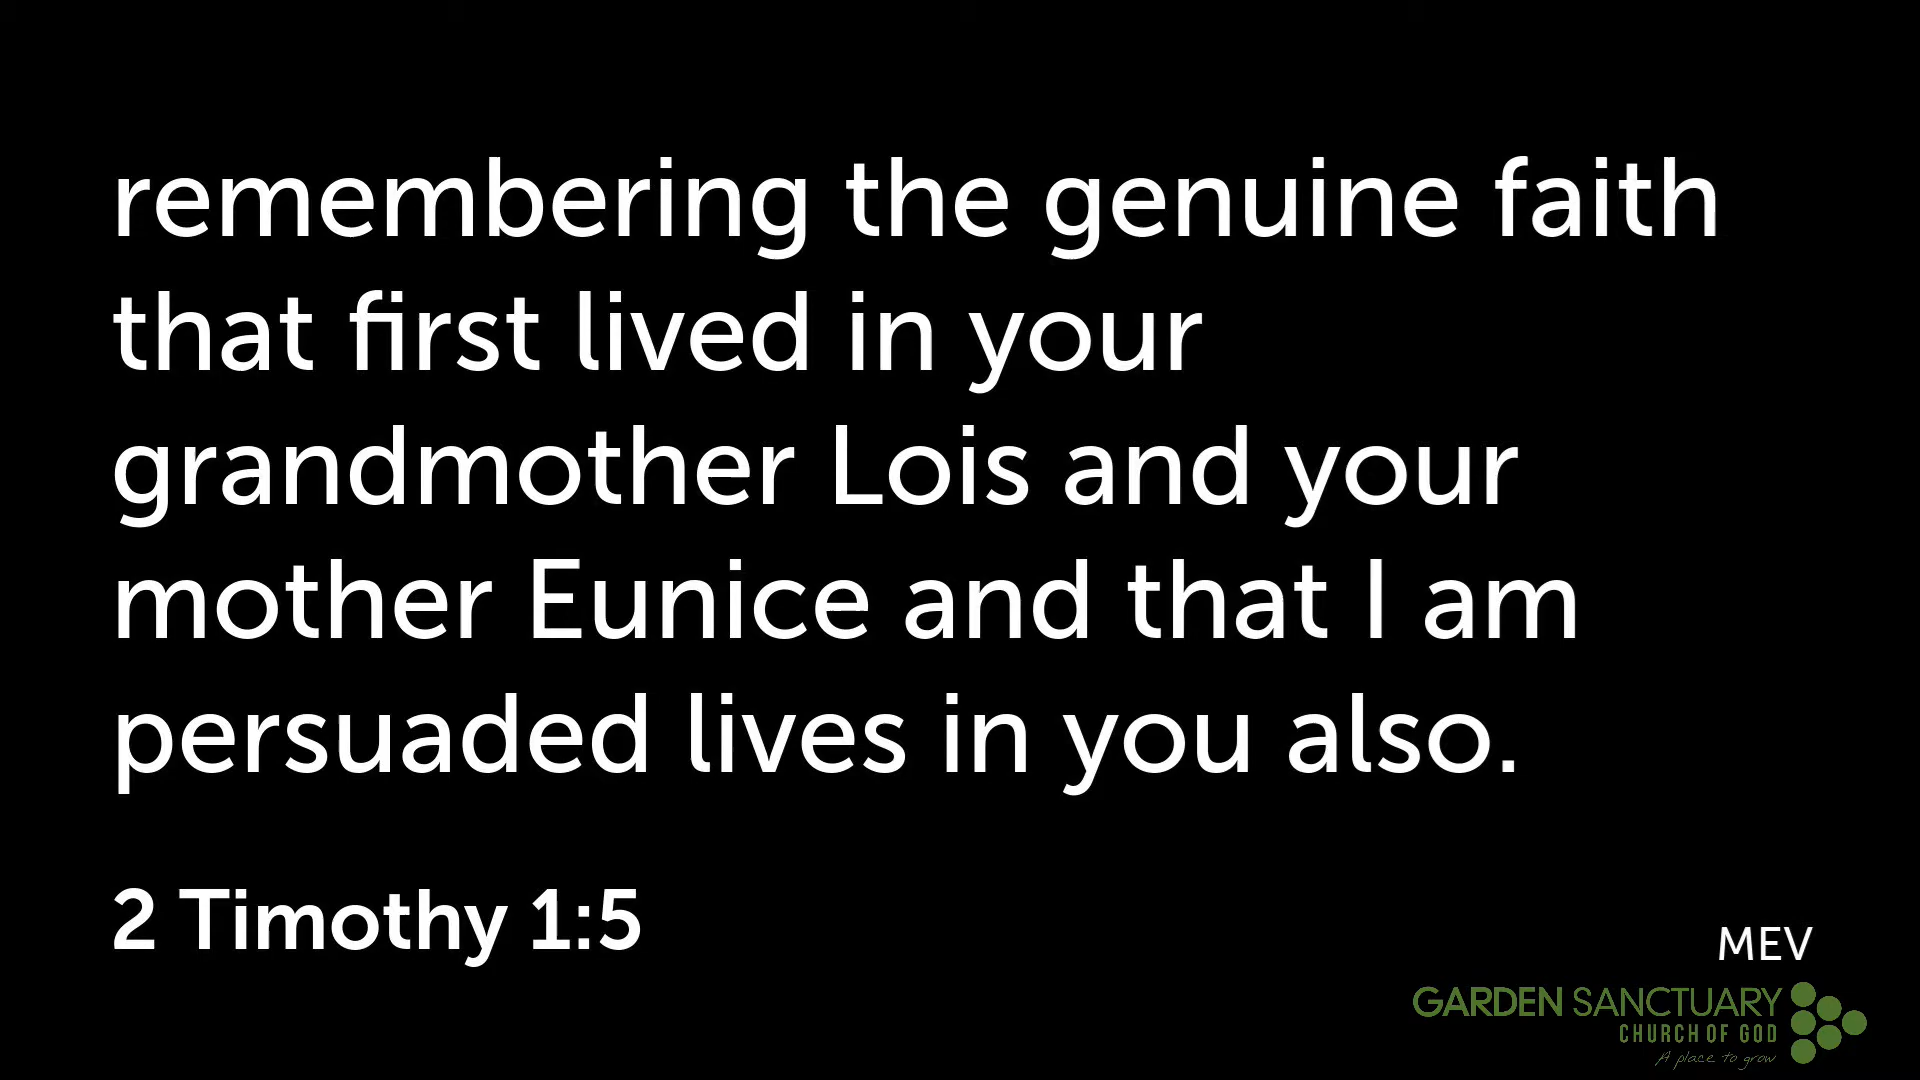 remembering the genuine faith
that first lived in your
grandmother Lois and your
mother Eunice and that I am
persuaded lives in you also.
2 Timothy 1:5
MEV
GARDEN SANCTUARY
CHURCH OF GOD
A place to grow